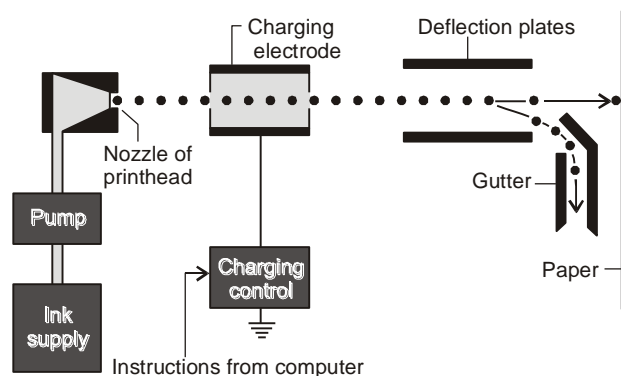 Charging
electrode
Deflection plates
Nozzle of
printhead
Gutter
Pump
Charging
control
Paper
Ink
supply
Instructions from computer